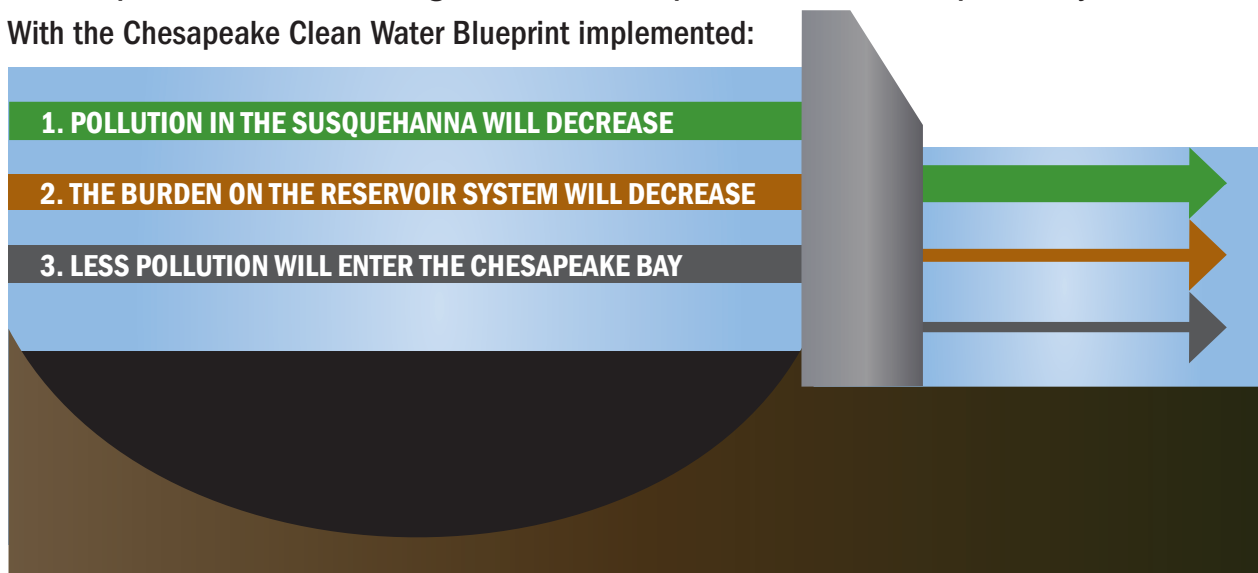 With the Chesapeake Clean Water Blueprint implemented:
1. POLLUTION IN THE SUSQUEHANNA WILL DECREASE
2. THE BURDEN ON THE RESERVOIR SYSTEM WILL DECREASE
3. LESS POLLUTION WILL ENTER THE CHESAPEAKE BAY